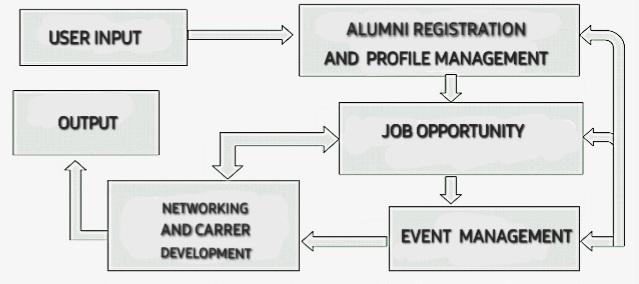 USER INPUT
ALUMNI REGISTRATION
AND PROFILE MANAGEMENT
OUTPUT
JOB OPPORTUNITY
NETWORKING
AND CARRER
DEVELOPMENT
EVENT MANAGEMENT